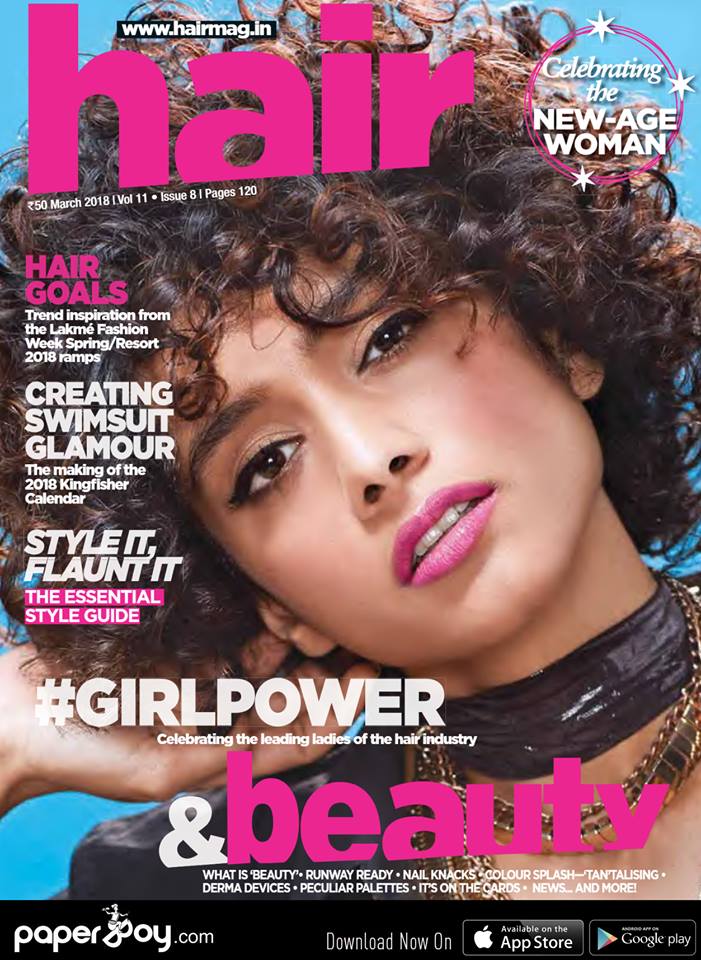 www.hairmag.in
hair
Celebrating
the
NEW-AGE
WOMAN
₹50 March 2018 | Vol 11 • Issue 8 | Pages 120
HAIR
GOALS
Trend inspiration from
the Lakmé Fashion
Week Spring/Resort
2018 ramps
CREATING
SWIMSUIT
GLAMOUR
The making of the
2018 Kingfisher
Calendar
STYLE IT,
FLAUNT IT
THE ESSENTIAL
STYLE GUIDE
#GIRLPOWER
Celebrating the leading ladies of the hair industry
&beauty
WHAT IS ‘BEAUTY’ • RUNWAY READY • NAIL KNACKS • COLOUR SPLASH—‘TAN’TALISING •
DERMA DEVICES • PECULIAR PALETTES • IT’S ON THE CARDS • NEWS... AND MORE!
paperboy.com
Download Now On
Available on the
App Store
ANDROID APP ON
Google play